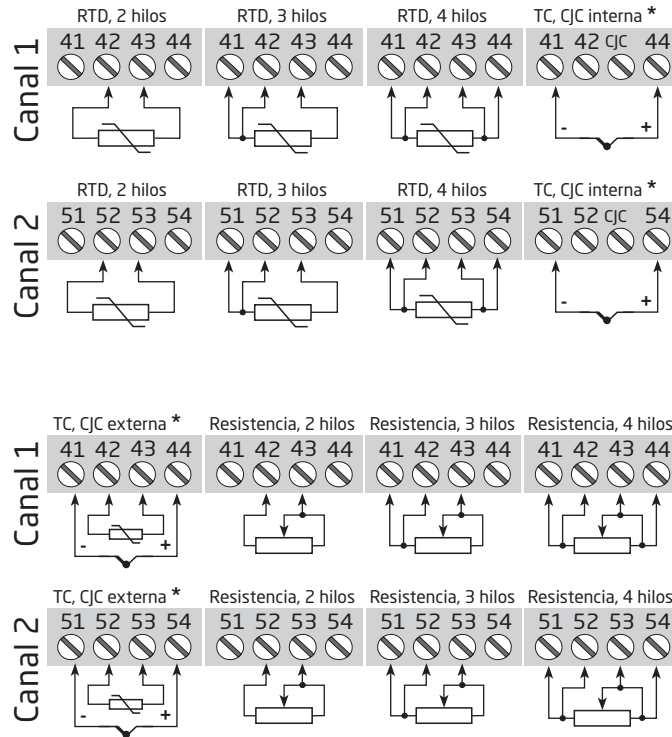 RTD, 2 hilos RTD, 3 hilos RTD, 4 hilos TC, CJC interna *
Canal 1
41 42 43 44 41 42 43 44 41 42 43 44 41 42 CJC 44
- +
RTD, 2 hilos RTD, 3 hilos RTD, 4 hilos TC, CJC interna *
Canal 2
51 52 53 54 51 52 53 54 51 52 53 54 51 52 CJC 54
- +
TC, CJC externa * Resistencia, 2 hilos Resistencia, 3 hilos Resistencia, 4 hilos
Canal 1
41 42 43 44 41 42 43 44 41 42 43 44 41 42 43 44
- +
TC, CJC externa * Resistencia, 2 hilos Resistencia, 3 hilos Resistencia, 4 hilos
Canal 2
51 52 53 54 51 52 53 54 51 52 53 54 51 52 53 54
- +